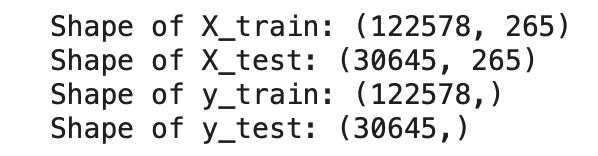 Shape of X_train: (122578, 265)
Shape of X_test: (30645, 265)
Shape of y_train: (122578,)
Shape of y_test: (30645,)